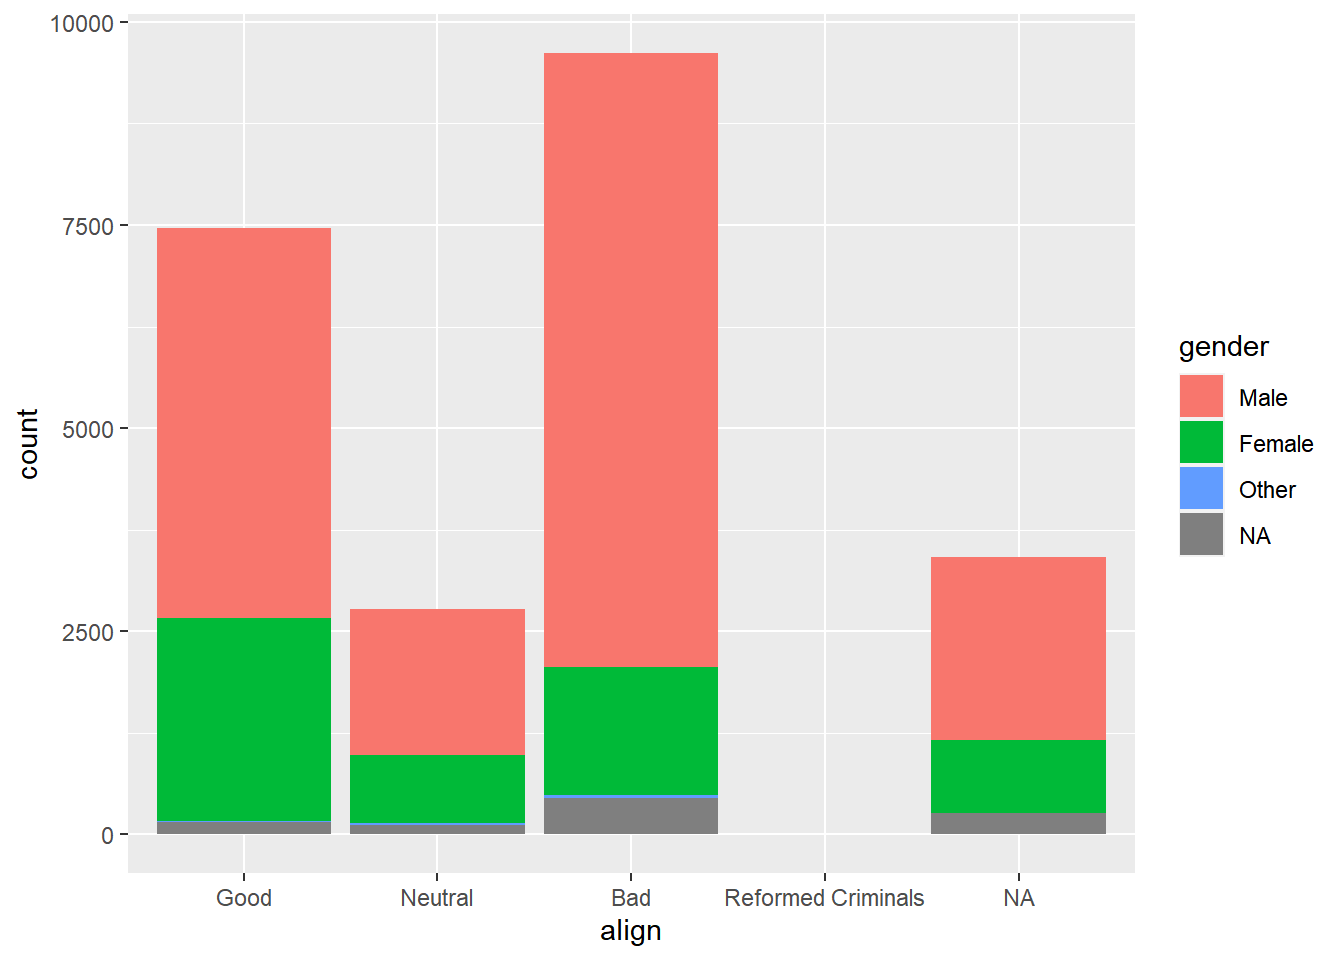 10000
7500
5000
2500
0
count
Good Neutral Bad Reformed Criminals NA
align
gender
Male
Female
Other
NA